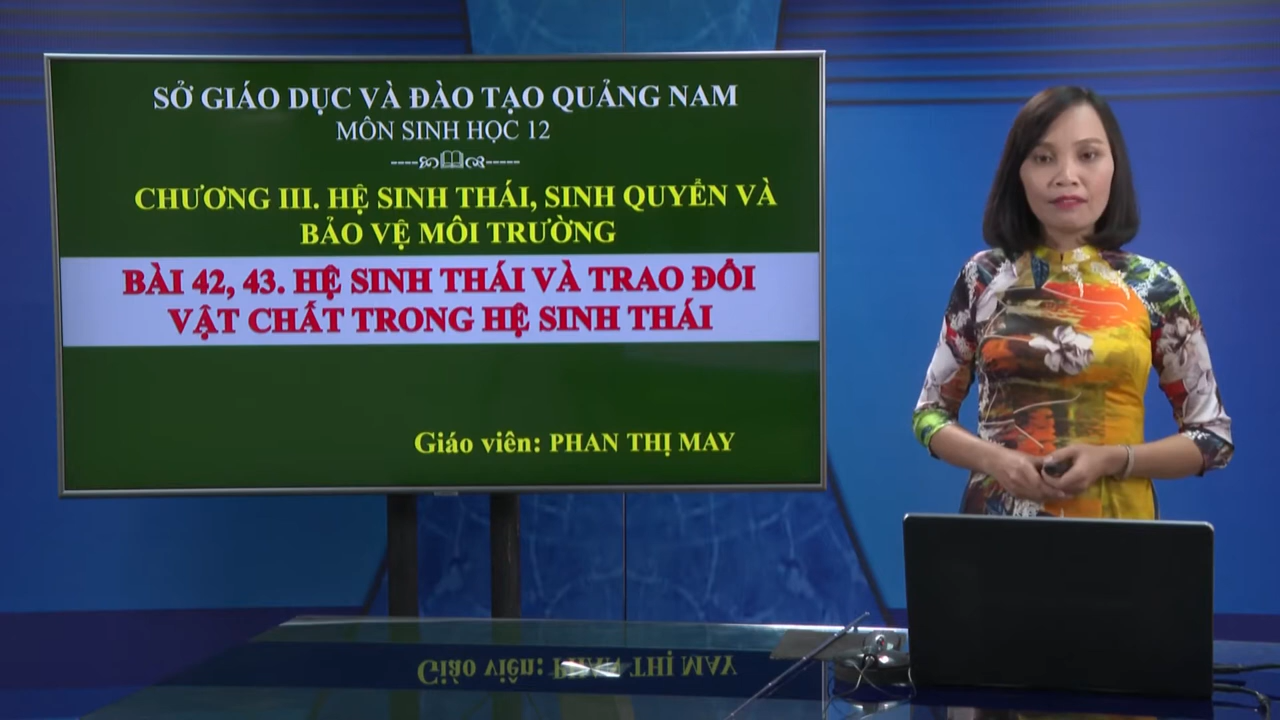 SỞ GIÁO DỤC VÀ ĐÀO TẠO QUẢNG NAM
MÔN SINH HỌC 12
CHƯƠNG III. HỆ SINH THÁI, SINH QUYỂN VÀ
BẢO VỆ MÔI TRƯỜNG
BÀI 42, 43. HỆ SINH THÁI VÀ TRAO ĐỔI
VẬT CHẤT TRONG HỆ SINH THÁI
Giáo viên: PHAN THỊ MAY